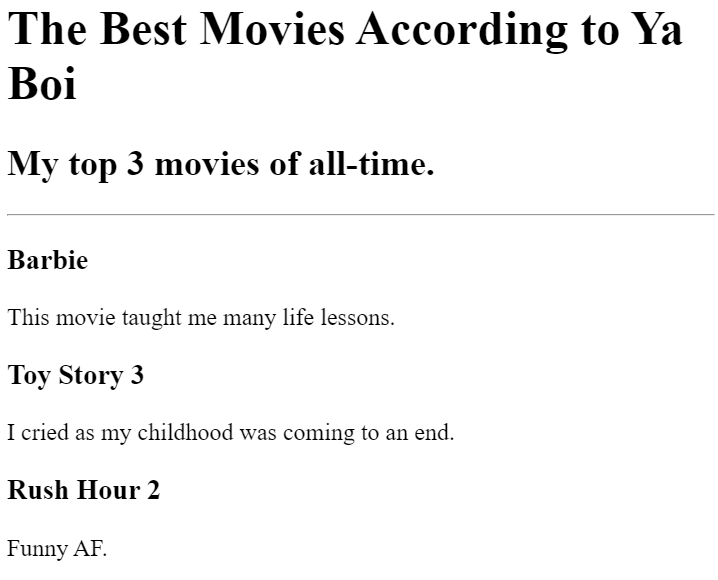 The Best Movies According to Ya
Boi
My top 3 movies of all-time.
Barbie
This movie taught me many life lessons.
Toy Story 3
I cried as my childhood was coming to an end.
Rush Hour 2
Funny AF.